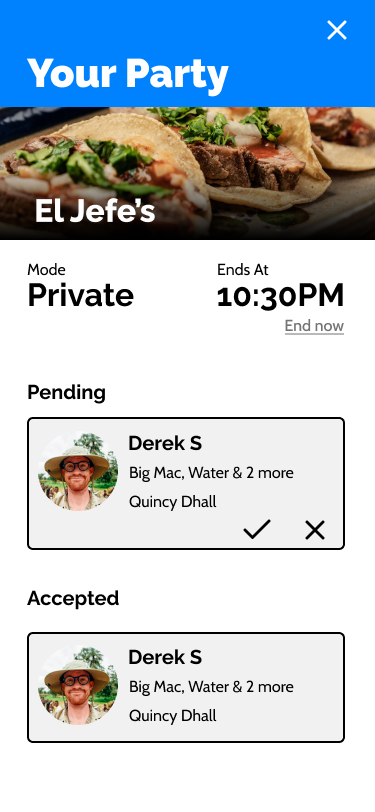 Your Party
El Jefe's
Mode
Private
Ends At
10:30PM
End now
Pending
Derek S
Big Mac, Water & 2 more
Quincy Dhall
Accepted
Derek S
Big Mac, Water & 2 more
Quincy Dhall